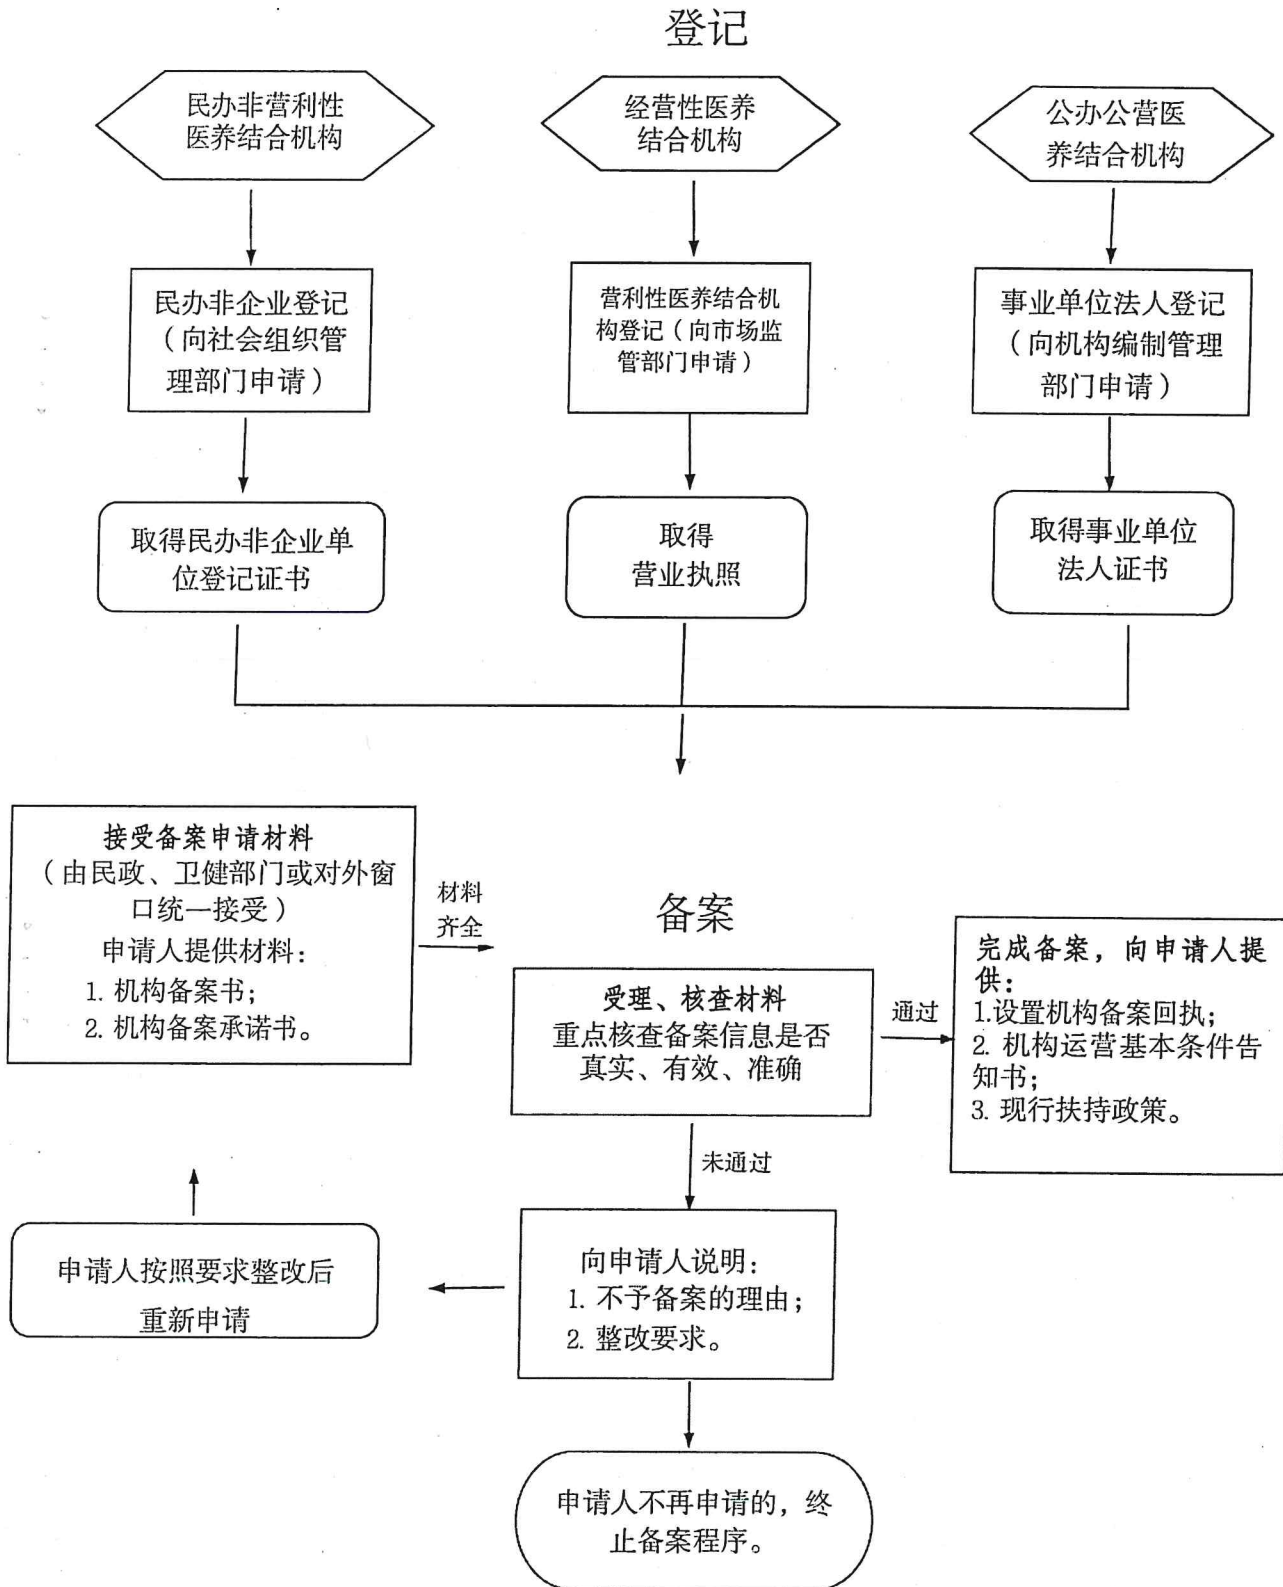 登记
民办非营利性
医养结合机构
经营性医养
结合机构
公办公营医
养结合机构
民办非企业登记
（向社会组织管
理部门申请）
营利性医养结合机
构登记（向市场监
管部门申请）
事业单位法人登记
（向机构编制管理
部门申请）
取得民办非企业单
位登记证书
取得
营业执照
取得事业单位
法人证书
接受备案申请材料
（由民政、卫健部门或对外窗
口统一接受）
申请人提供材料：
1. 机构备案书；
2. 机构备案承诺书。
材料
齐全
备案
受理、核查材料
重点核查备案信息是否
真实、有效、准确
通过
完成备案，向申请人提
供：
1.设置机构备案回执；
2. 机构运营基本条件告
知书；
3. 现行扶持政策。
未通过
向申请人说明：
1. 不予备案的理由；
2. 整改要求。
申请人按照要求整改后
重新申请
申请人不再申请的，终
止备案程序。